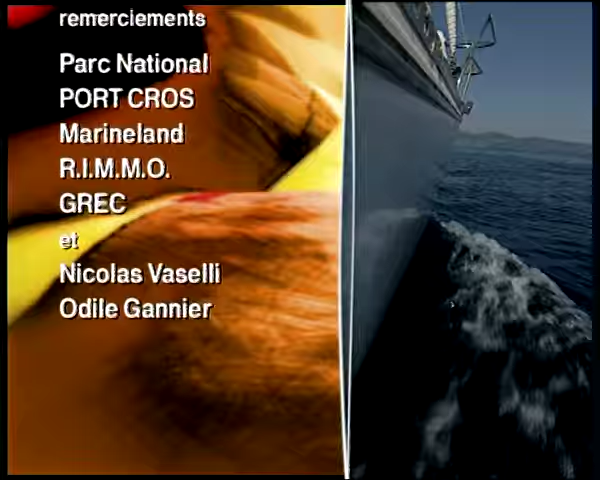 remerciements
Parc National
PORT CROS
Marineland
R.I.M.M.O.
GREC
et
Nicolas Vaselli
Odile Gannier